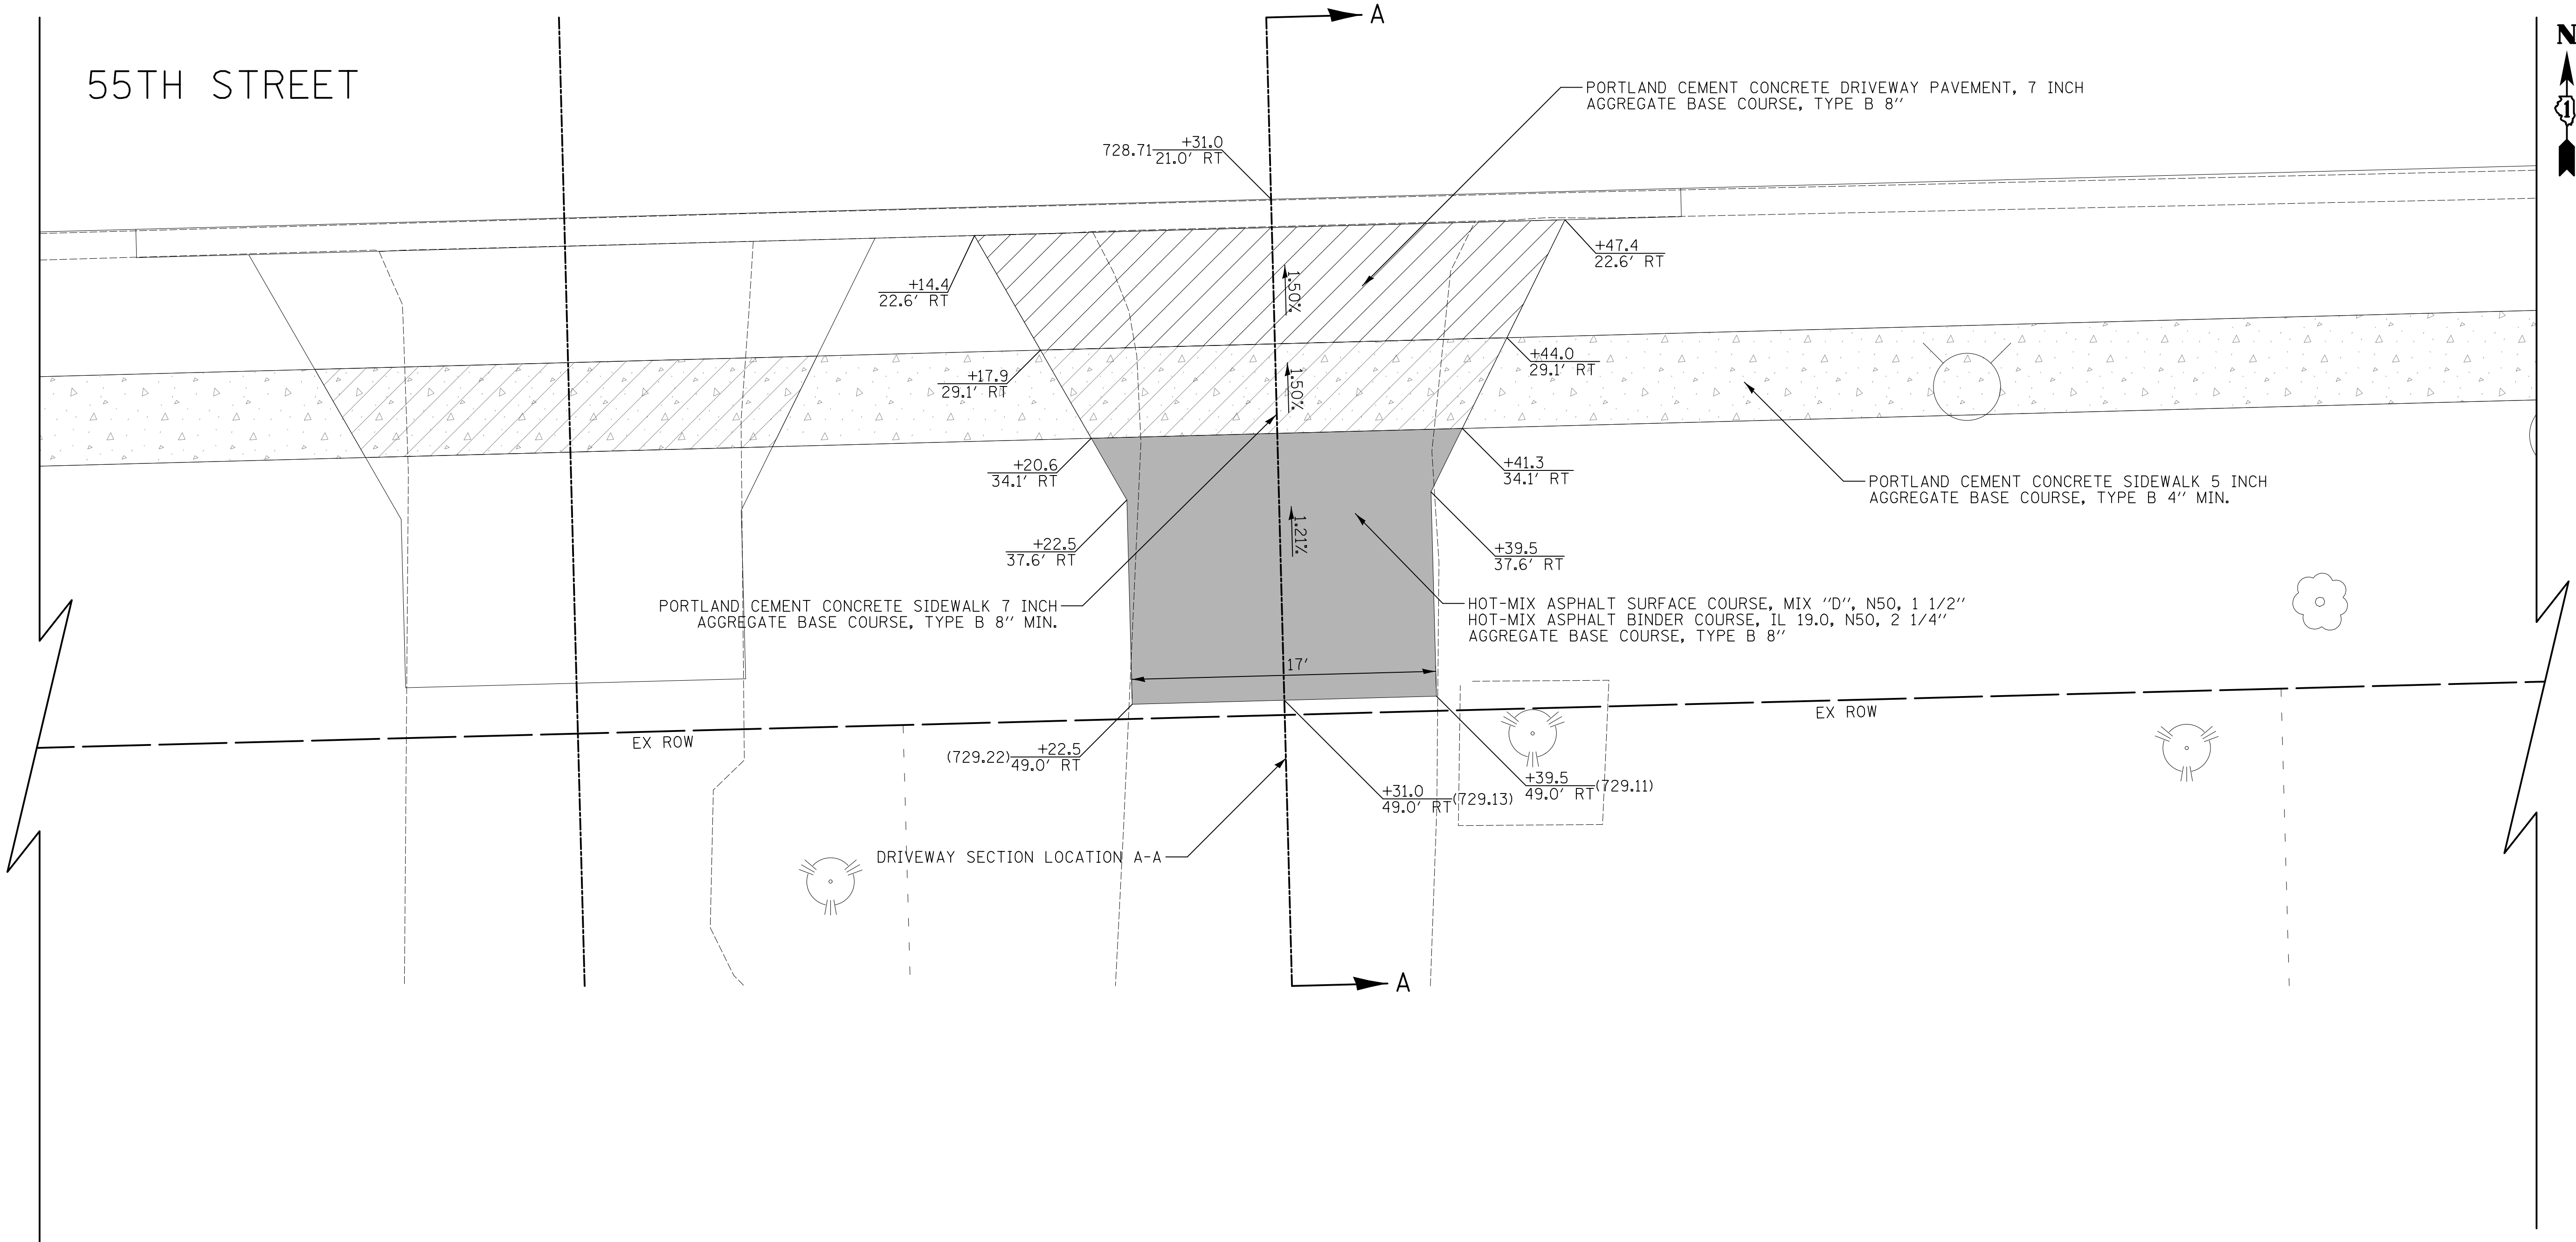 A
N
55TH STREET
1
PORTLAND CEMENT CONCRETE DRIVEWAY PAVEMENT, 7 INCH
AGGREGATE BASE COURSE, TYPE B 8"
728.71 +31.0
21.0' RT
+47.4
22.6' RT
+14.4
22.6' RT
1.50%
+44.0
29.1' RT
+17.9
29.1' RT
1.50%
+20.6
34.1' RT
+41.3
34.1' RT
PORTLAND CEMENT CONCRETE SIDEWALK 5 INCH
AGGREGATE BASE COURSE, TYPE B 4" MIN.
1.21%
+22.5
37.6' RT
+39.5
37.6' RT
PORTLAND CEMENT CONCRETE SIDEWALK 7 INCH
AGGREGATE BASE COURSE, TYPE B 8" MIN.
HOT-MIX ASPHALT SURFACE COURSE, MIX "D", N50, 1 1/2"
HOT-MIX ASPHALT BINDER COURSE, IL 19.0, N50, 2 1/4"
AGGREGATE BASE COURSE, TYPE B 8"
17'
EX ROW
EX ROW
(729.22) +22.5
49.0' RT
+31.0
49.0' RT (729.13)
+39.5
49.0' RT (729.11)
DRIVEWAY SECTION LOCATION A-A
A